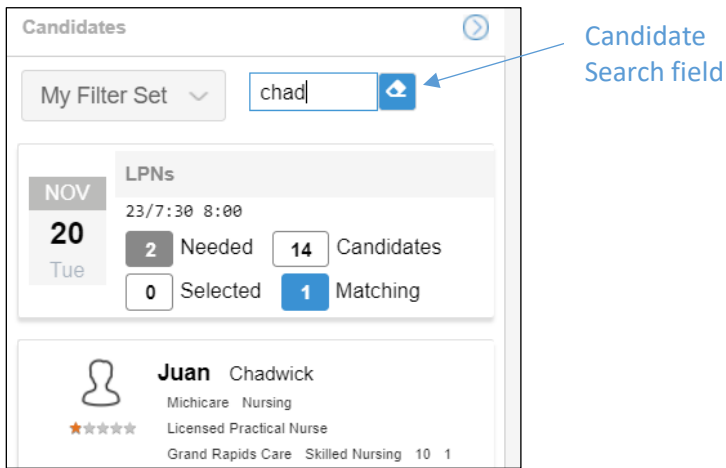 Candidates
Candidate
Search field
My Filter Set
chad
LPNs
NOV
20
Tue
23/7:30 8:00
2 Needed 14 Candidates
0 Selected 1 Matching
Juan Chadwick
Michicare Nursing
Licensed Practical Nurse
Grand Rapids Care Skilled Nursing 10 1